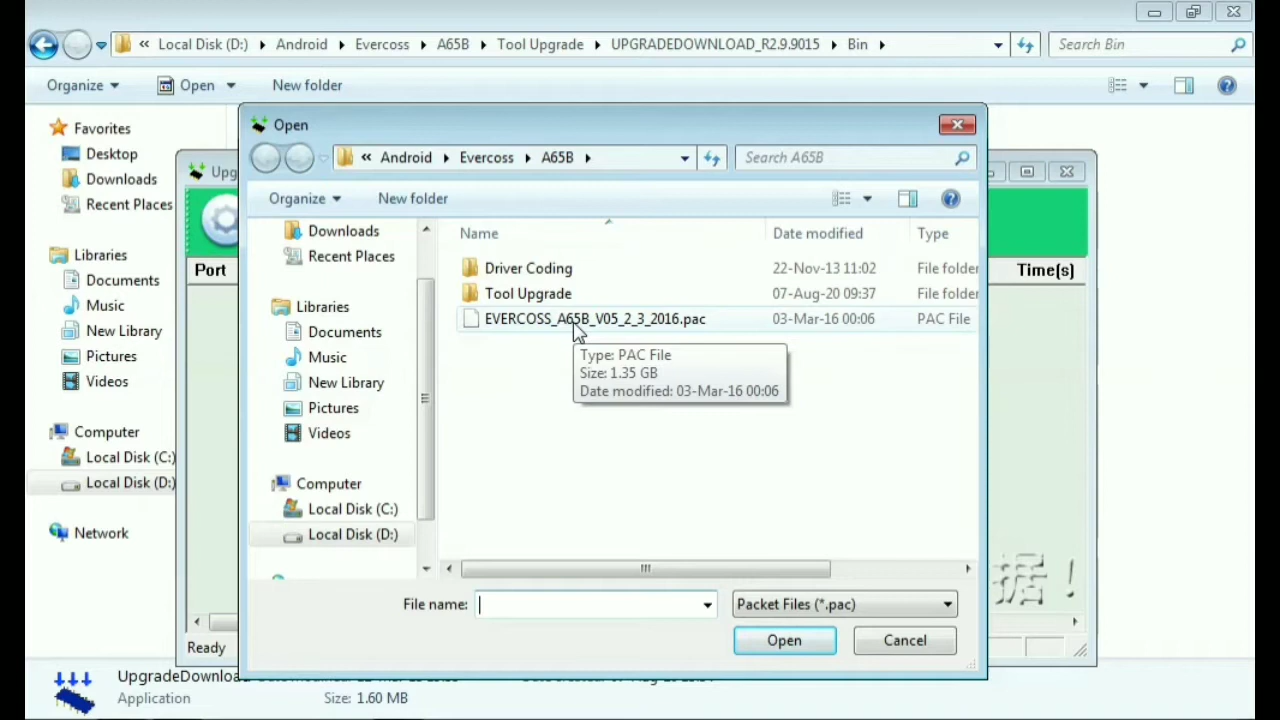 « Local Disk (D:) Android Evercoss A65B Tool Upgrade UPGRADEDOWNLOAD_R2.9.9015 Bin Search Bin
Organize Open New folder
Favorites
Desktop
Downloads
Recent Places
Libraries
Documents
Music
New Library
Pictures
Videos
Computer
Local Disk (C:)
Local Disk (D:)
Network
Upg
Port Time(s)
据！
Ready
Open
« Android Evercoss A65B Search A65B
Organize New folder
Downloads
Recent Places
Libraries
Documents
Music
New Library
Pictures
Videos
Computer
Local Disk (C:)
Local Disk (D:)
Name Date modified Type
Driver Coding 22-Nov-13 11:02 File folder
Tool Upgrade 07-Aug-20 09:37 File folder
EVERCOSS_A65B_V05_2_3_2016.pac 03-Mar-16 00:06 PAC File
Type: PAC File
Size: 1.35 GB
Date modified: 03-Mar-16 00:06
File name: Packet Files (*.pac)
Open Cancel
UpgradeDownload
Application Size: 1.60 MB